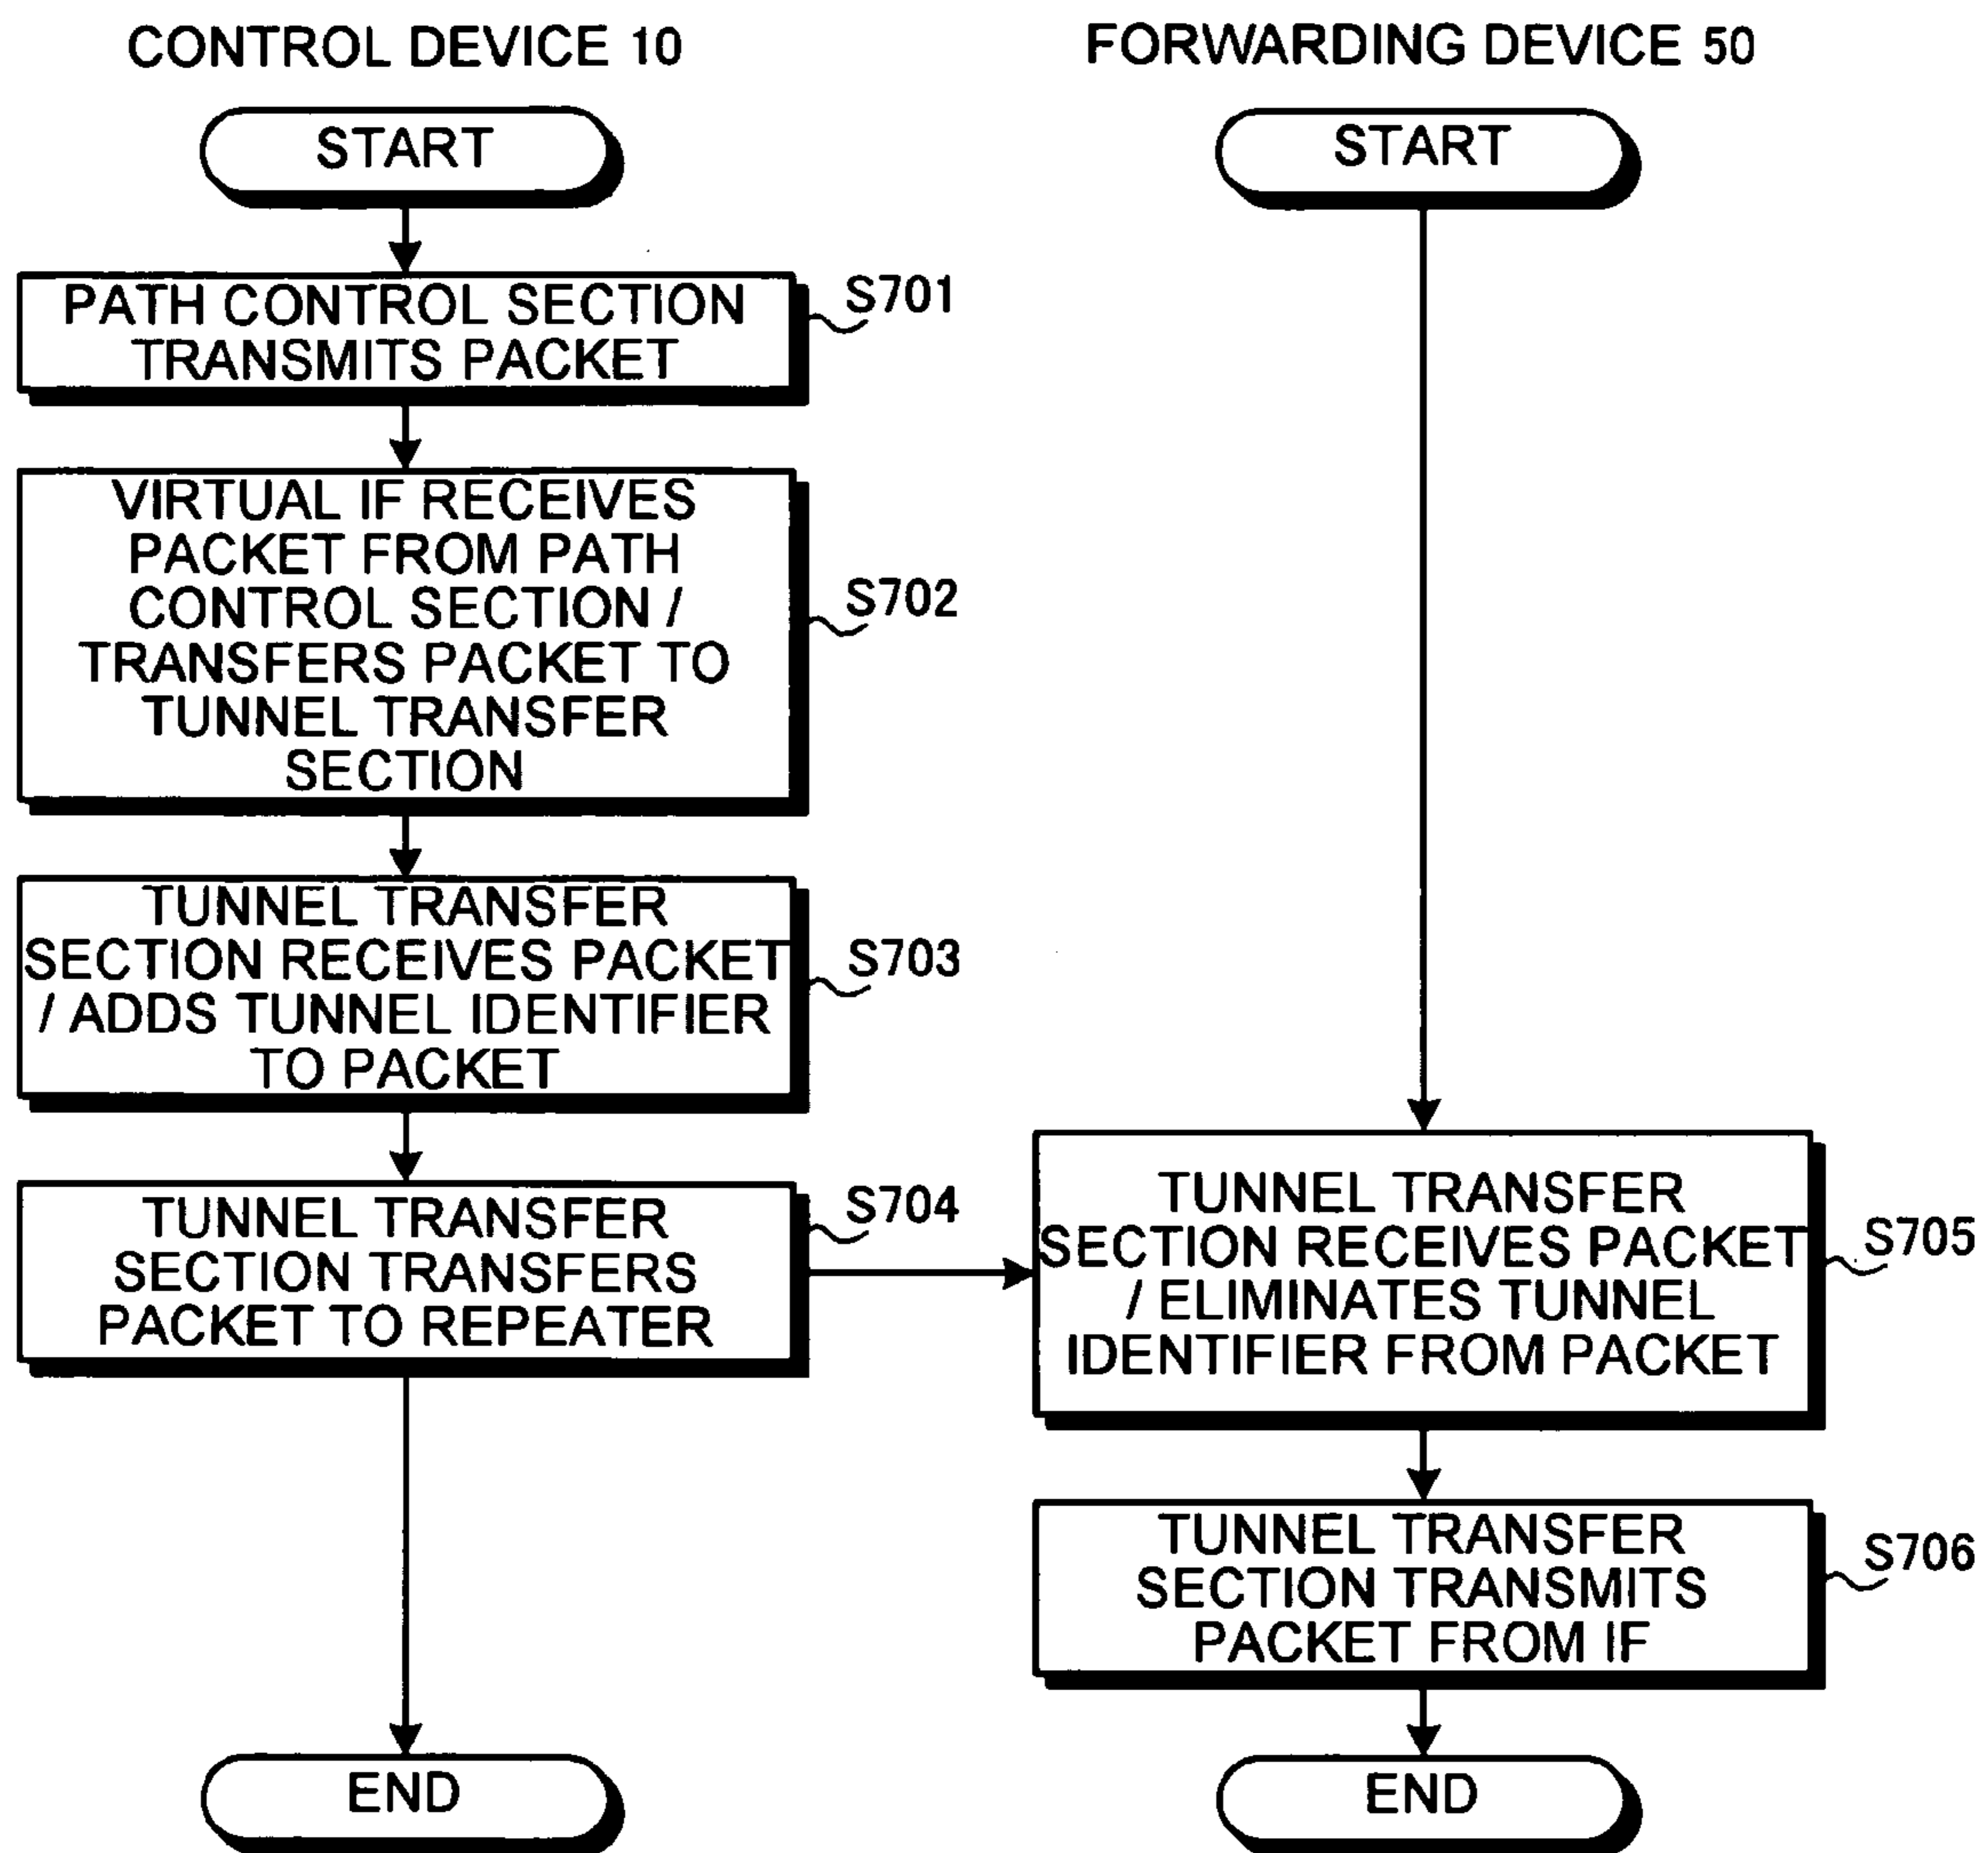 CONTROL DEVICE 10
START
PATH CONTROL SECTION
TRANSMITS PACKET
S701
VIRTUAL IF RECEIVES
PACKET FROM PATH
CONTROL SECTION /
TRANSFERS PACKET TO
TUNNEL TRANSFER
SECTION
S702
TUNNEL TRANSFER
SECTION RECEIVES PACKET
/ ADDS TUNNEL IDENTIFIER
TO PACKET
S703
TUNNEL TRANSFER
SECTION TRANSFERS
PACKET TO REPEATER
S704
END
FORWARDING DEVICE 50
START
TUNNEL TRANSFER
SECTION RECEIVES PACKET
/ ELIMINATES TUNNEL
IDENTIFIER FROM PACKET
S705
TUNNEL TRANSFER
SECTION TRANSMITS
PACKET FROM IF
S706
END